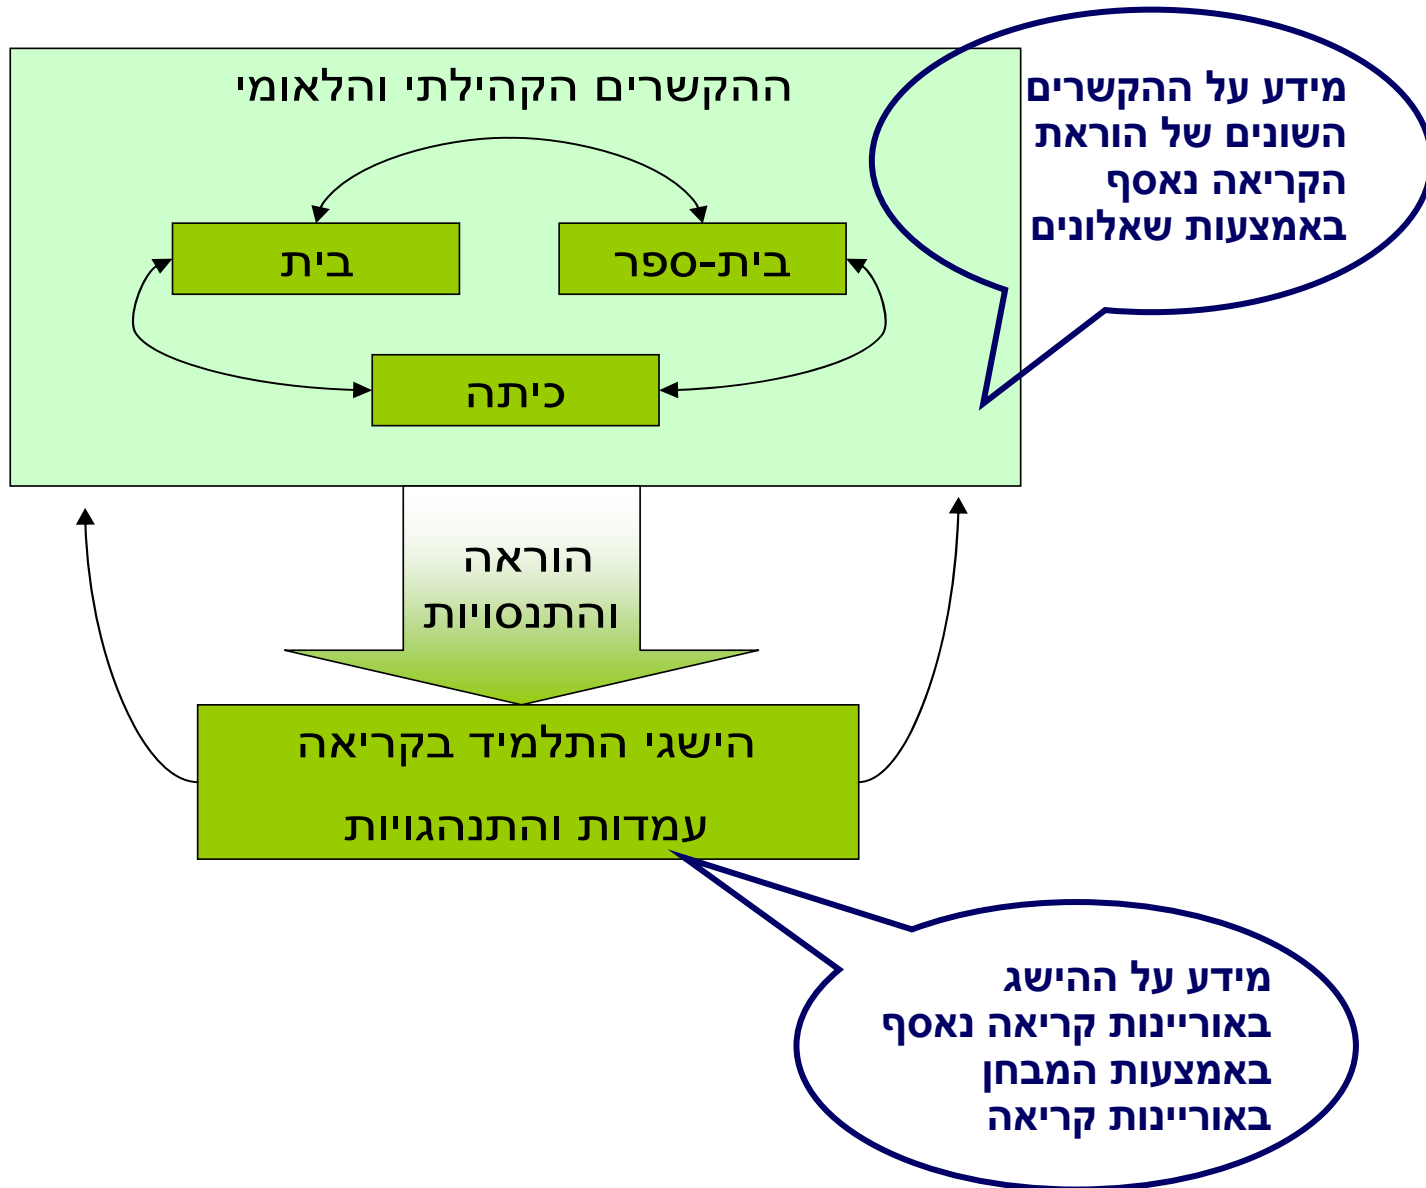 ההקשרים הקהילתי והלאומי
מידע על ההקשרים
השונים של הוראת
הקריאה נאסף
באמצעות שאלונים
בית-ספר
בית
כיתה
הוראה
והתנסויות
הישגי התלמיד בקריאה
עמדות והתנהגויות
מידע על ההישג
באוריינות קריאה נאסף
באמצעות המבחן
באוריינות קריאה